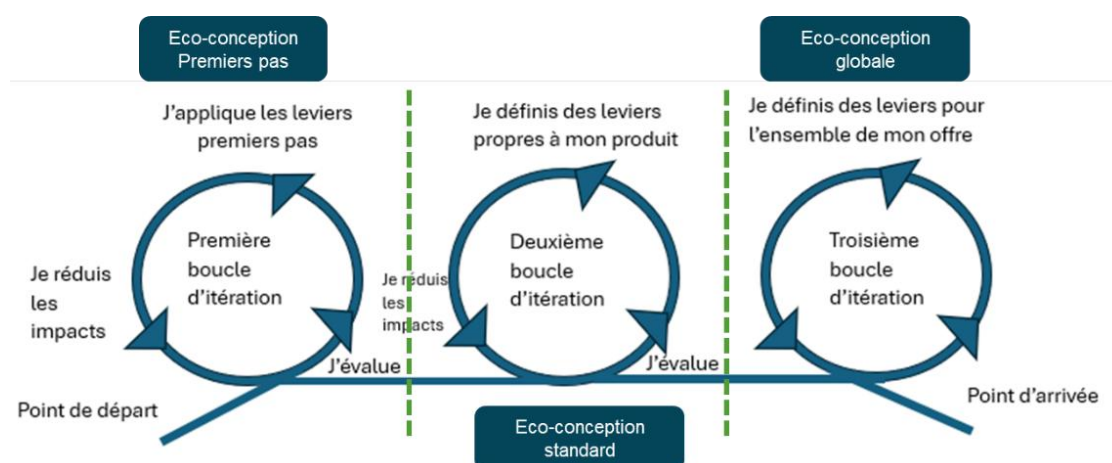 Eco-conception
Premiers pas
Eco-conception
globale
J'applique les leviers
premiers pas
Je définis des leviers
propres à mon produit
Je définis des leviers pour
l'ensemble de mon offre
Première
boucle
d'itération
Deuxième
boucle
d'itération
Troisième
boucle
d'itération
Je réduis
les
impacts
Je réduis
les
impacts
J'évalue
J'évalue
Point de départ
Point d'arrivée
Eco-conception
standard